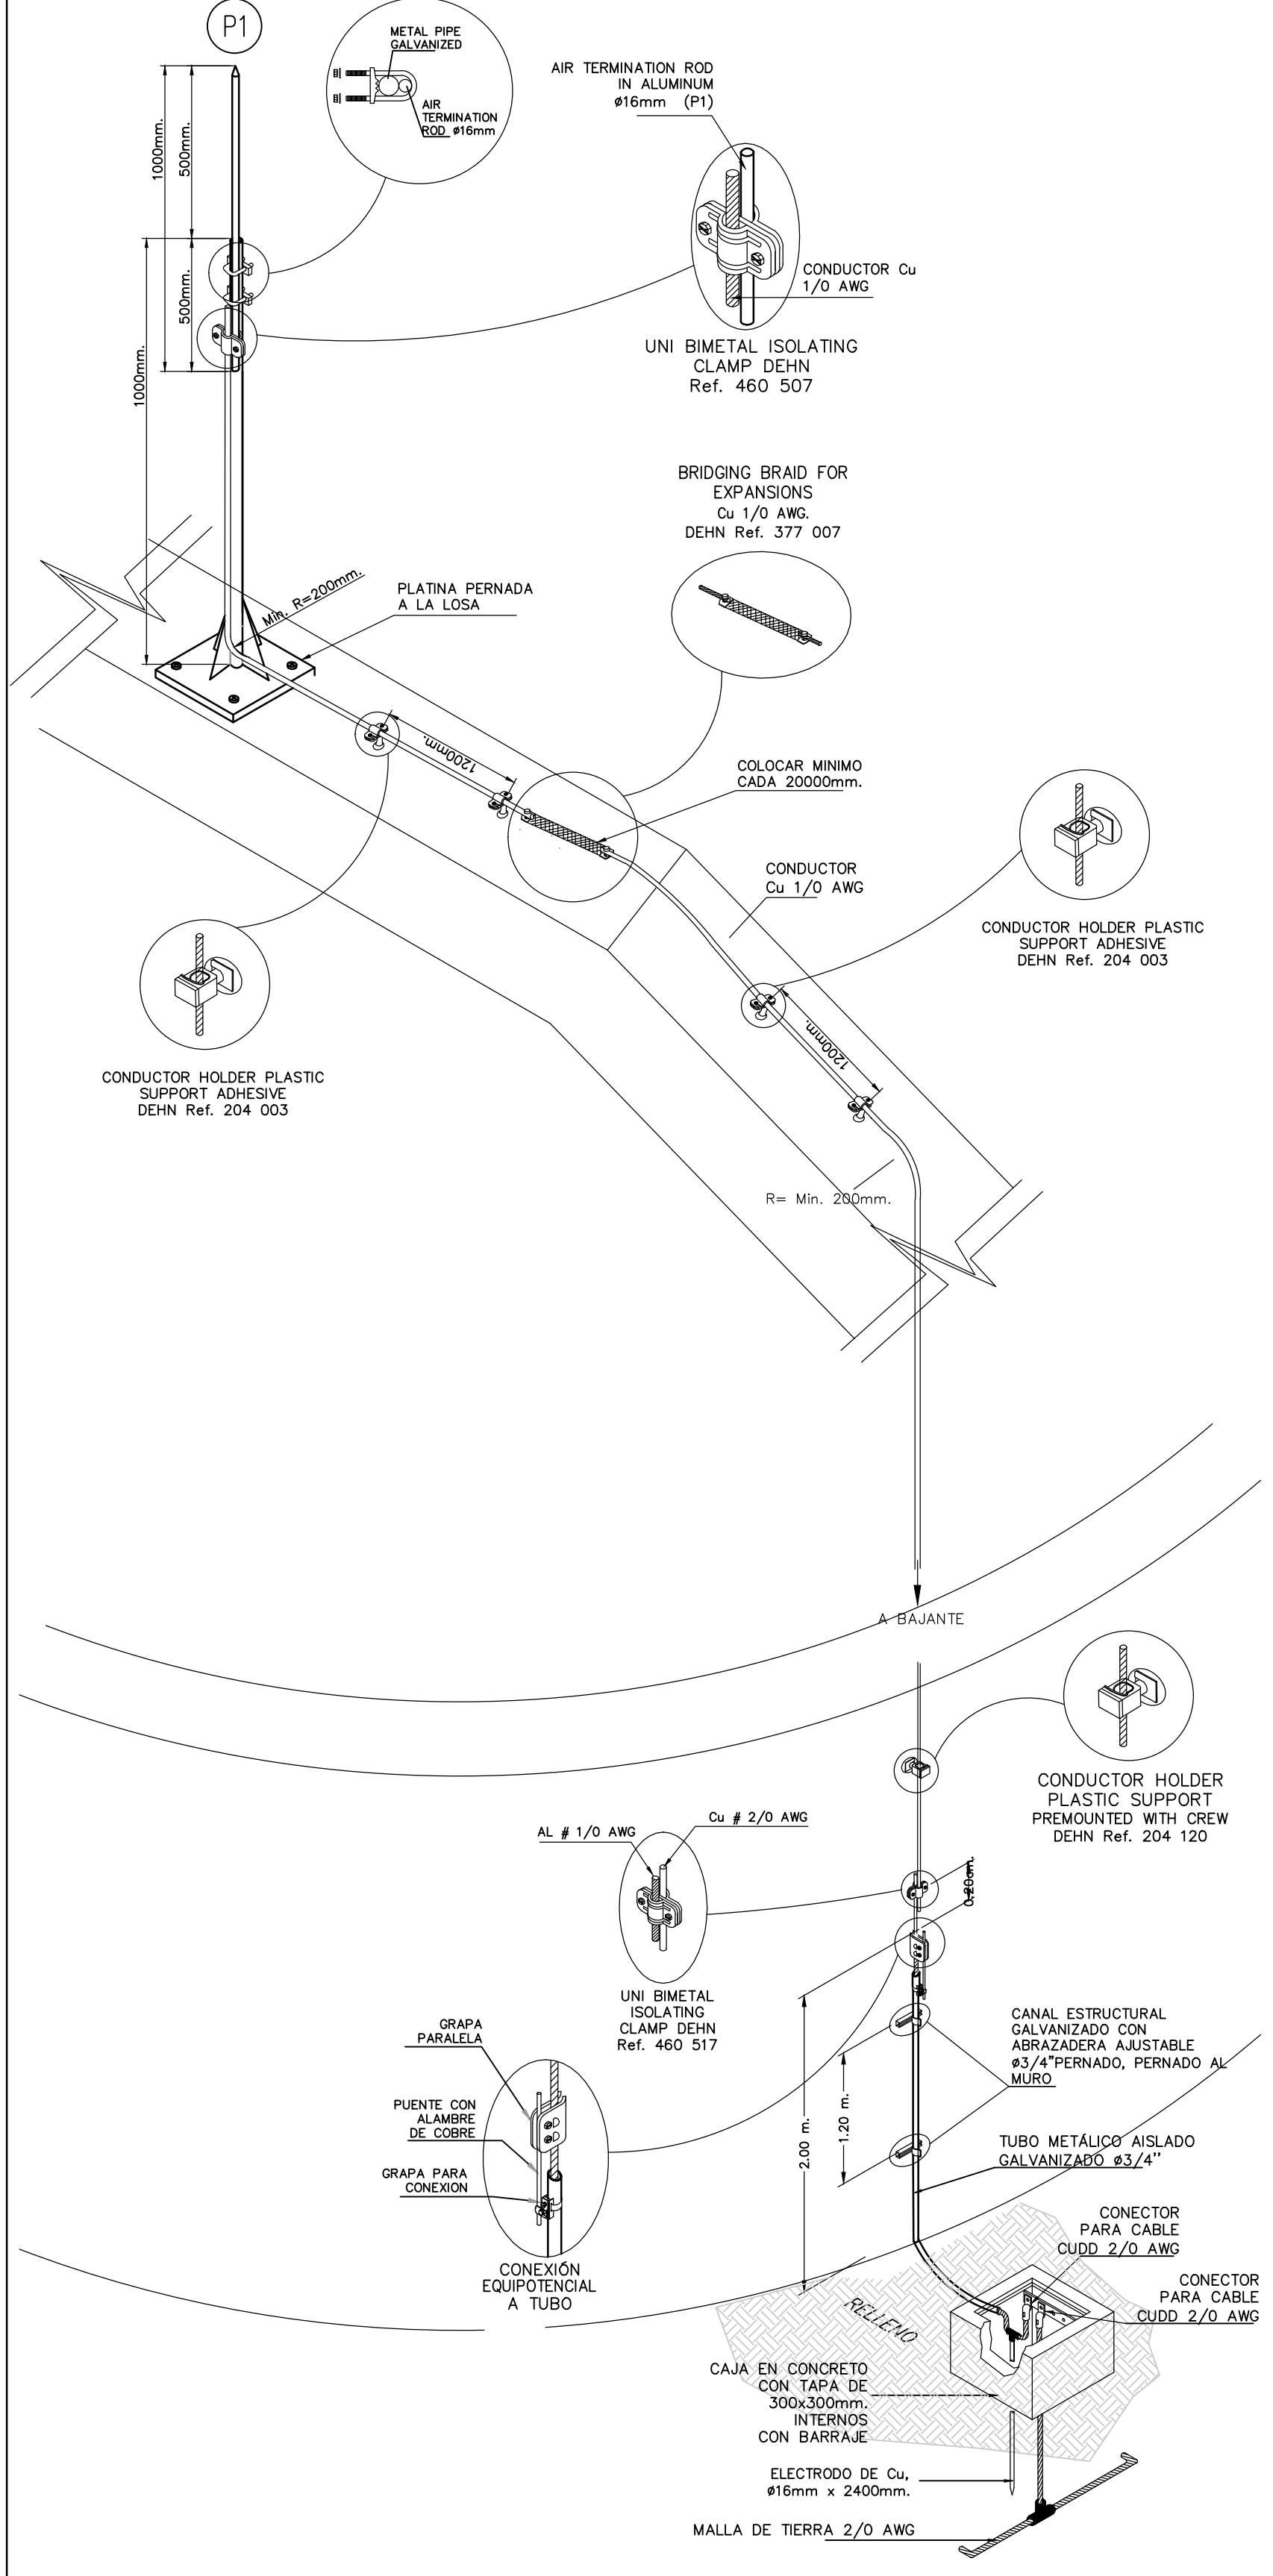 P1
METAL PIPE
GALVANIZED
AIR
TERMINATION
ROD ø16mm
1000mm.
500mm.
500mm.
1000mm.
AIR TERMINATION ROD
IN ALUMINUM
ø16mm (P1)
CONDUCTOR Cu
1/0 AWG
UNI BIMETAL ISOLATING
CLAMP DEHN
Ref. 460 507
BRIDGING BRAID FOR
EXPANSIONS
Cu 1/0 AWG.
DEHN Ref. 377 007
Min. R=200mm.
PLATINA PERNADA
A LA LOSA
1200mm.
COLOCAR MINIMO
CADA 20000mm.
CONDUCTOR
Cu 1/0 AWG
CONDUCTOR HOLDER PLASTIC
SUPPORT ADHESIVE
DEHN Ref. 204 003
CONDUCTOR HOLDER PLASTIC
SUPPORT ADHESIVE
DEHN Ref. 204 003
1200mm.
R= Min. 200mm.
A BAJANTE
CONDUCTOR HOLDER
PLASTIC SUPPORT
PREMOUNTED WITH CREW
DEHN Ref. 204 120
AL # 1/0 AWG
Cu # 2/0 AWG
0.20cm.
UNI BIMETAL
ISOLATING
CLAMP DEHN
Ref. 460 517
GRAPA
PARALELA
PUENTE CON
ALAMBRE
DE COBRE
GRAPA PARA
CONEXION
CONEXIÓN
EQUIPOTENCIAL
A TUBO
2.00 m.
1.20 m.
CANAL ESTRUCTURAL
GALVANIZADO CON
ABRAZADERA AJUSTABLE
ø3/4"PERNADO, PERNADO AL
MURO
TUBO METÁLICO AISLADO
GALVANIZADO ø3/4''
CONECTOR
PARA CABLE
CUDD 2/0 AWG
CONECTOR
PARA CABLE
CUDD 2/0 AWG
RELLENO
CAJA EN CONCRETO
CON TAPA DE
300x300mm.
INTERNOS
CON BARRAJE
ELECTRODO DE Cu,
ø16mm x 2400mm.
MALLA DE TIERRA 2/0 AWG